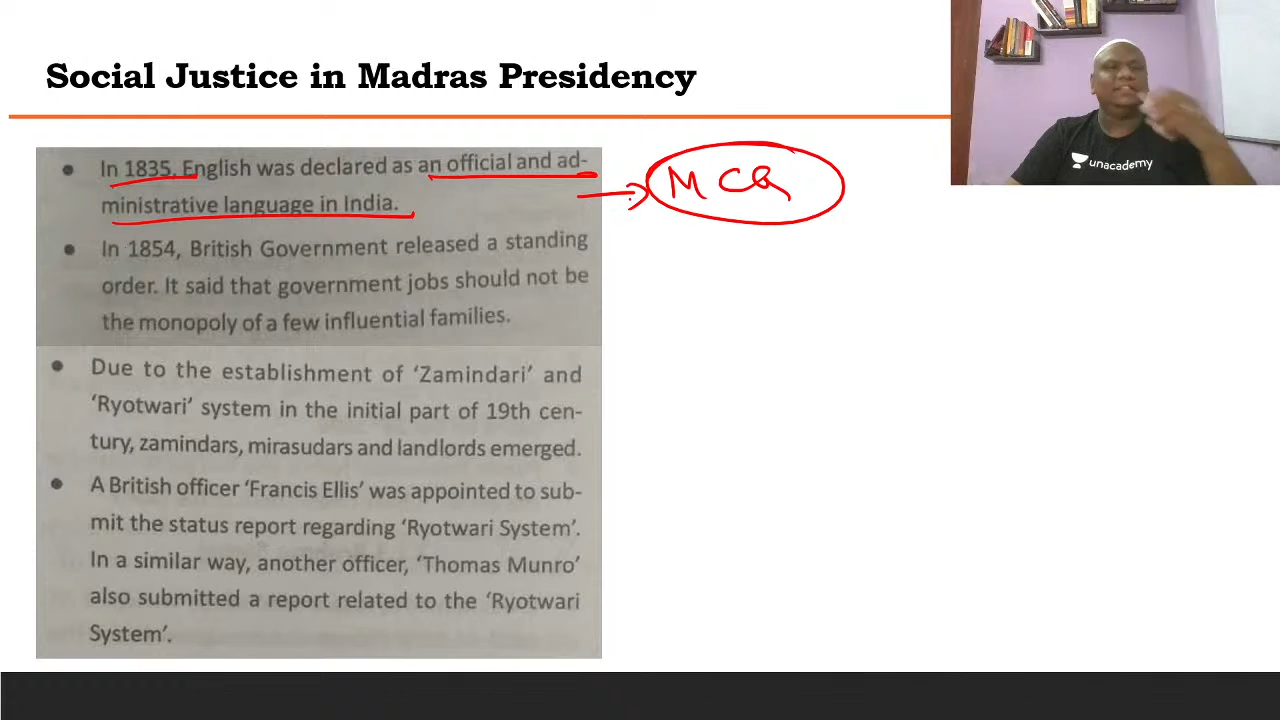 Social Justice in Madras Presidency
• In 1835, English was declared as an official and ad-
ministrative language in India.
• In 1854, British Government released a standing
order. It said that government jobs should not be
the monopoly of a few influential families.
• Due to the establishment of ‘Zamindari’ and
‘Ryotwari’ system in the initial part of 19th cen-
tury, zamindars, mirasudars and landlords emerged.
• A British officer ‘Francis Ellis’ was appointed to sub-
mit the status report regarding ‘Ryotwari System’.
In a similar way, another officer, ‘Thomas Munro’
also submitted a report related to the ‘Ryotwari
System’.
MCQ
unacademy